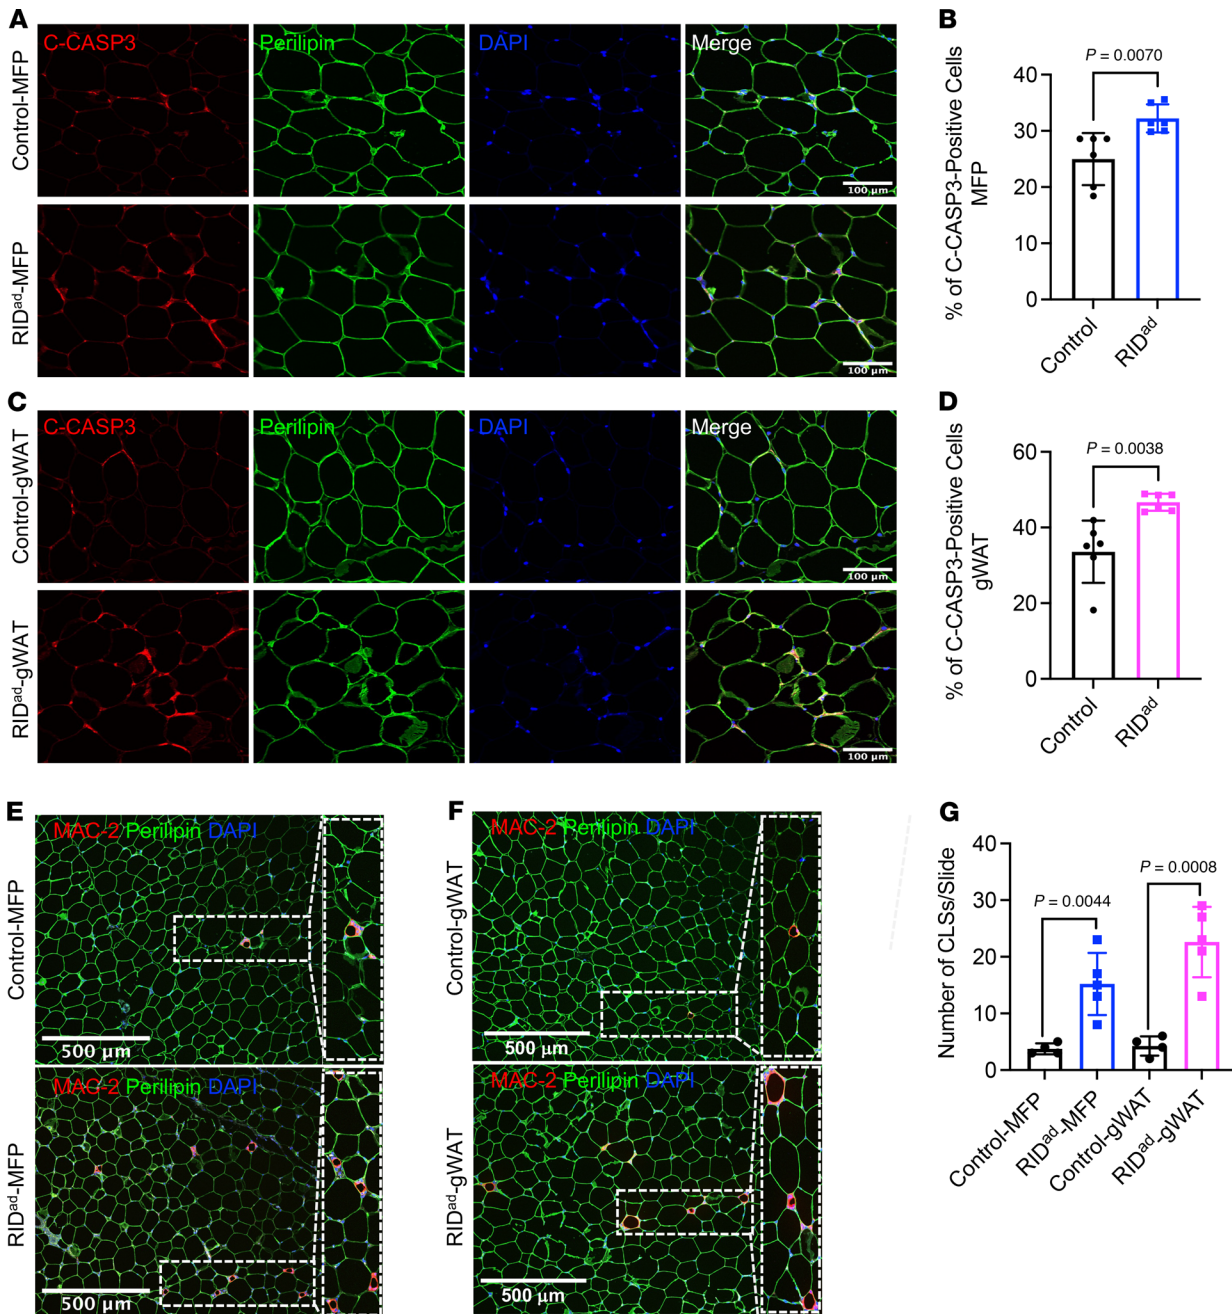 A
C-CASP3 Perilipin DAPI Merge
Control-MFP
100 µm
RIDad-MFP
100 µm
B
P = 0.0070
% of C-CASP3-Positive Cells
MFP
40
30
20
10
0
Control
RIDad
C
C-CASP3 Perilipin DAPI Merge
Control-gWAT
100 µm
RIDad-gWAT
100 µm
D
P = 0.0038
% of C-CASP3-Positive Cells
gWAT
60
40
20
0
Control
RIDad
E
MAC-2 Perilipin DAPI
Control-MFP
500 µm
MAC-2 Perilipin DAPI
RIDad-MFP
500 µm
F
MAC-2 Perilipin DAPI
Control-gWAT
500 µm
MAC-2 Perilipin DAPI
RIDad-gWAT
500 µm
G
P = 0.0044
P = 0.0008
Number of CLSs/Slide
40
30
20
10
0
Control-MFP
RIDad-MFP
Control-gWAT
RIDad-gWAT